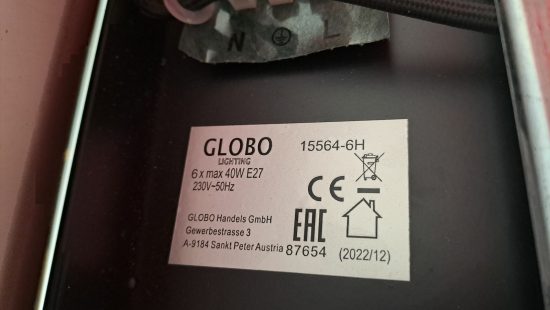 N L
GLOBO 15564-6H
LIGHTING
6 x max 40W E27
230V~50Hz
CE
GLOBO Handels GmbH
Gewerbestrasse 3
A-9184 Sankt Peter Austria
EAC
87654 (2022/12)